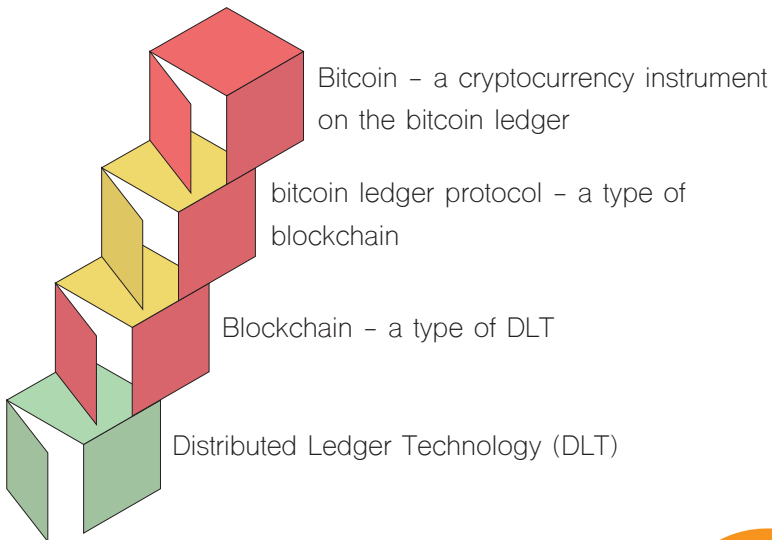 Bitcoin – a cryptocurrency instrument
on the bitcoin ledger
bitcoin ledger protocol – a type of
blockchain
Blockchain – a type of DLT
Distributed Ledger Technology (DLT)